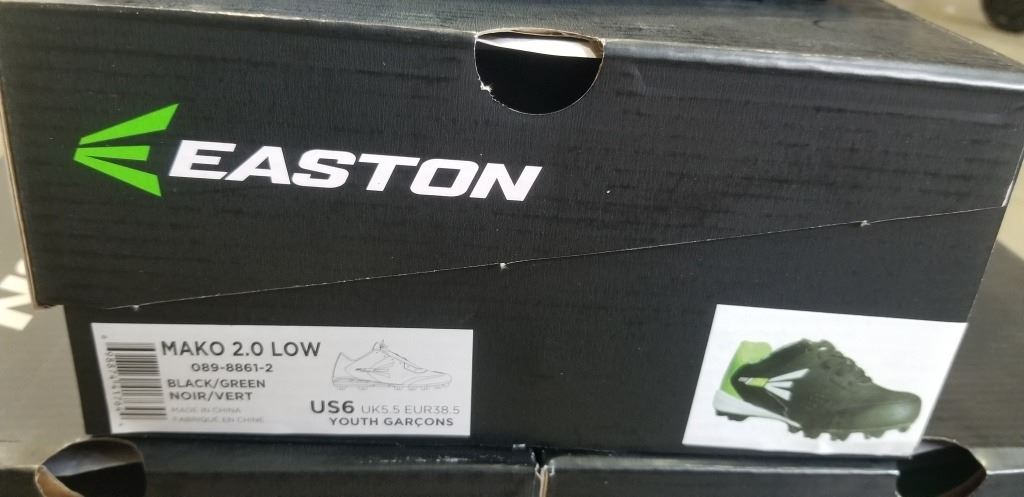 EASTON
MAKO 2.0 LOW
089-8861-2
BLACK/GREEN
NOIR/VERT
MADE IN CHINA
FABRIQUE EN CHINE
US6 UK5.5 EUR38.5
YOUTH GARÇONS